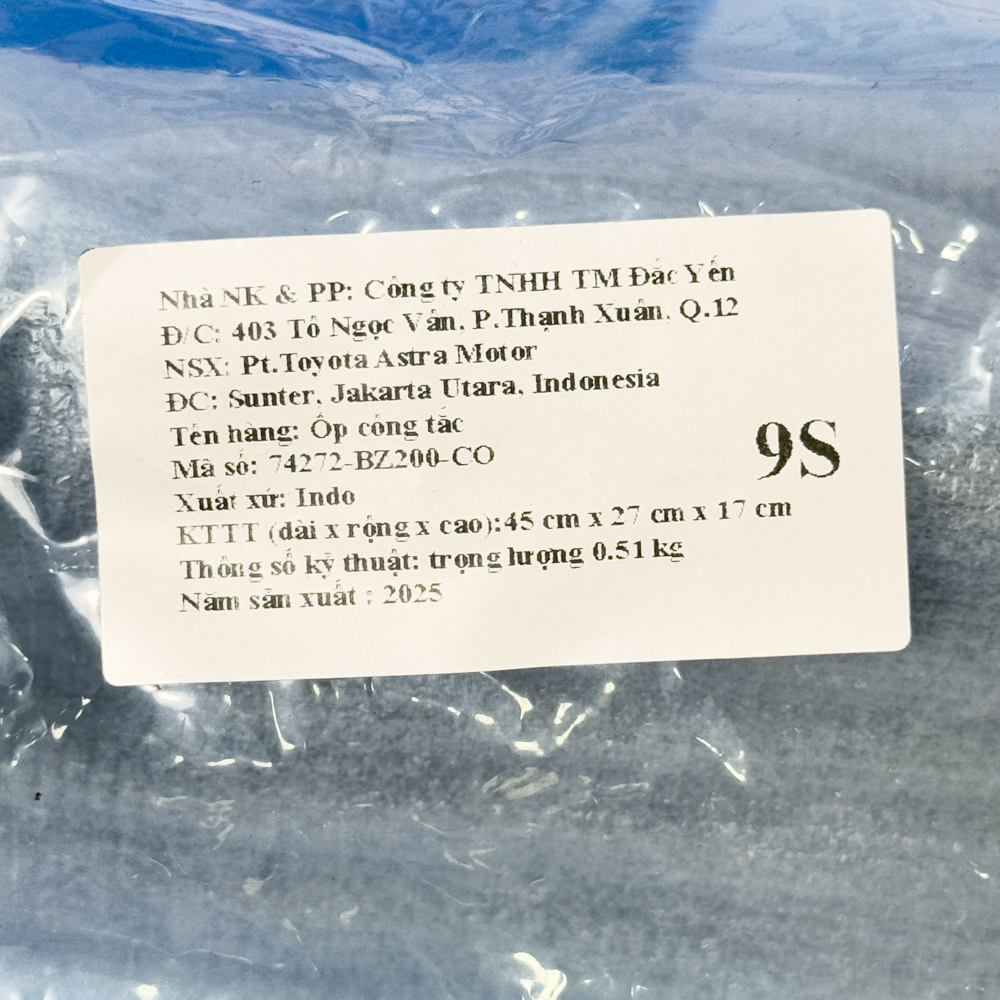 Nhà NK & PP: Công ty TNHH TM Đắc Yến
Đ/C: 403 Tô Ngọc Vân, P.Thạnh Xuân, Q.12
NSX: Pt.Toyota Astra Motor
ĐC: Sunter, Jakarta Utara, Indonesia
Tên hàng: Ốp công tắc
Mã số: 74272-BZ200-CO
Xuất xứ: Indo
KTTT (dài x rộng x cao):45 cm x 27 cm x 17 cm
Thông số kỹ thuật: trọng lượng 0.51 kg
Năm sản xuất : 2025
9S